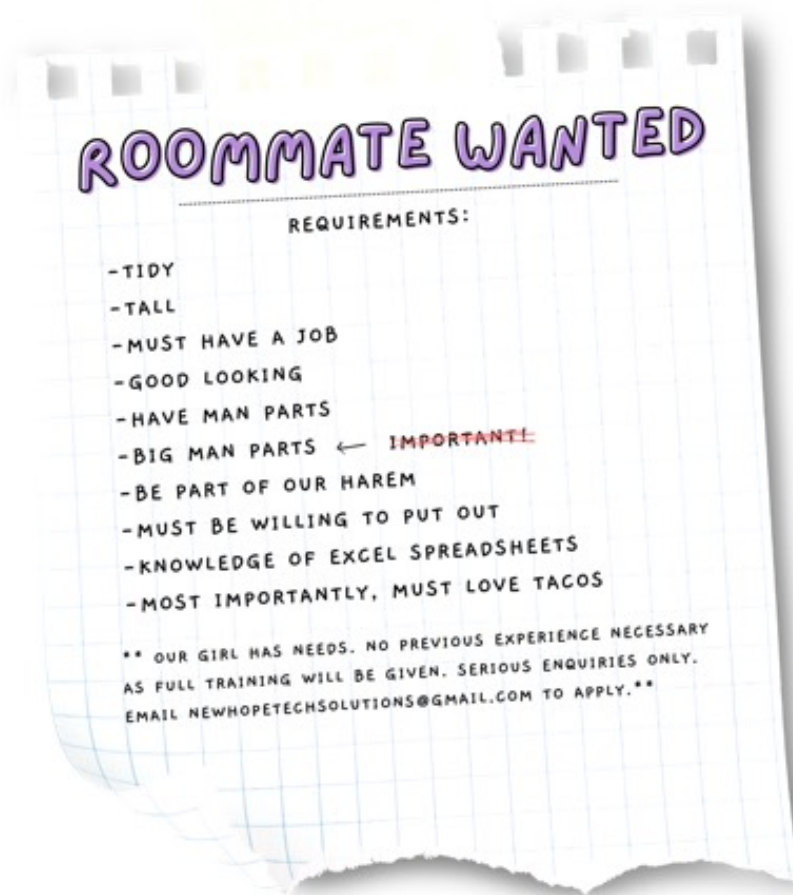 ROOMMATE WANTED
REQUIREMENTS:
-TIDY
-TALL
-MUST HAVE A JOB
-GOOD LOOKING
-HAVE MAN PARTS
-BIG MAN PARTS ← IMPORTANT!
-BE PART OF OUR HAREM
-MUST BE WILLING TO PUT OUT
-KNOWLEDGE OF EXCEL SPREADSHEETS
-MOST IMPORTANTLY, MUST LOVE TACOS
** OUR GIRL HAS NEEDS. NO PREVIOUS EXPERIENCE NECESSARY
AS FULL TRAINING WILL BE GIVEN. SERIOUS ENQUIRIES ONLY.
EMAIL NEWHOPETECHSOLUTIONS@GMAIL.COM TO APPLY.**